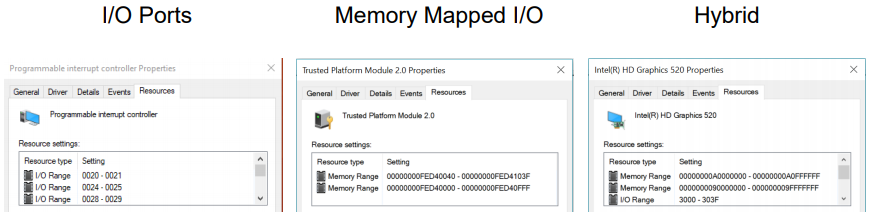 I/O Ports
Memory Mapped I/O
Hybrid
Programmable interrupt controller Properties
General Driver Details Events Resources
Programmable interrupt controller
Resource settings:
Resource type Setting
I/O Range 0020 - 0021
I/O Range 0024 - 0025
I/O Range 0028 - 0029
Trusted Platform Module 2.0 Properties
General Driver Details Events Resources
Trusted Platform Module 2.0
Resource settings:
Resource type Setting
Memory Range 00000000FED40040 - 00000000FED4103F
Memory Range 00000000FED40000 - 00000000FED40FFF
Intel(R) HD Graphics 520 Properties
General Driver Details Events Resources
Intel(R) HD Graphics 520
Resource settings:
Resource type Setting
Memory Range 00000000A0000000 - 00000000A0FFFFFF
Memory Range 0000000090000000 - 000000009FFFFFFF
I/O Range 3000 - 303F